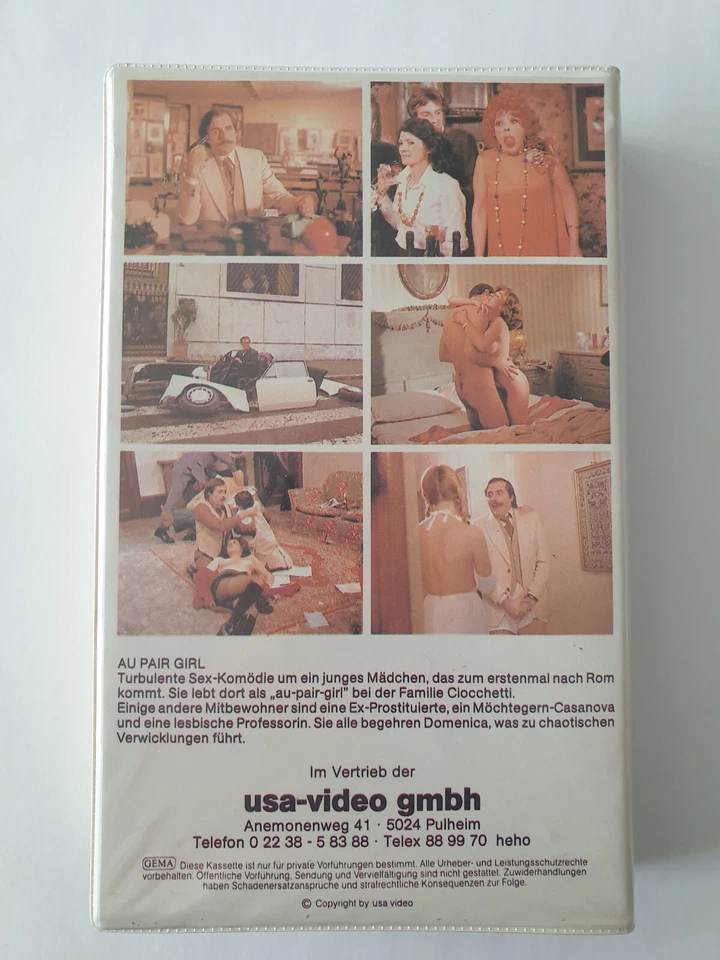 AU PAIR GIRL
Turbulente Sex-Komödie um ein junges Mädchen, das zum erstenmal nach Rom
kommt. Sie lebt dort als „au-pair-girl" bei der Familie Ciocchetti.
Einige andere Mitbewohner sind eine Ex-Prostituierte, ein Möchtegern-Casanova
und eine lesbische Professorin. Sie alle begehren Domenica, was zu chaotischen
Verwicklungen führt.
Im Vertrieb der
usa-video gmbh
Anemonenweg 41 · 5024 Pulheim
Telefon 0 22 38 - 5 83 88 · Telex 88 99 70 heho
GEMA Diese Kassette ist nur für private Vorführungen bestimmt. Alle Urheber- und Leistungsschutzrechte
vorbehalten. Öffentliche Vorführung, Sendung und Vervielfältigung sind nicht gestattet. Zuwiderhandlungen
haben Schadenersatzansprüche und strafrechtliche Konsequenzen zur Folge.
© Copyright by usa video